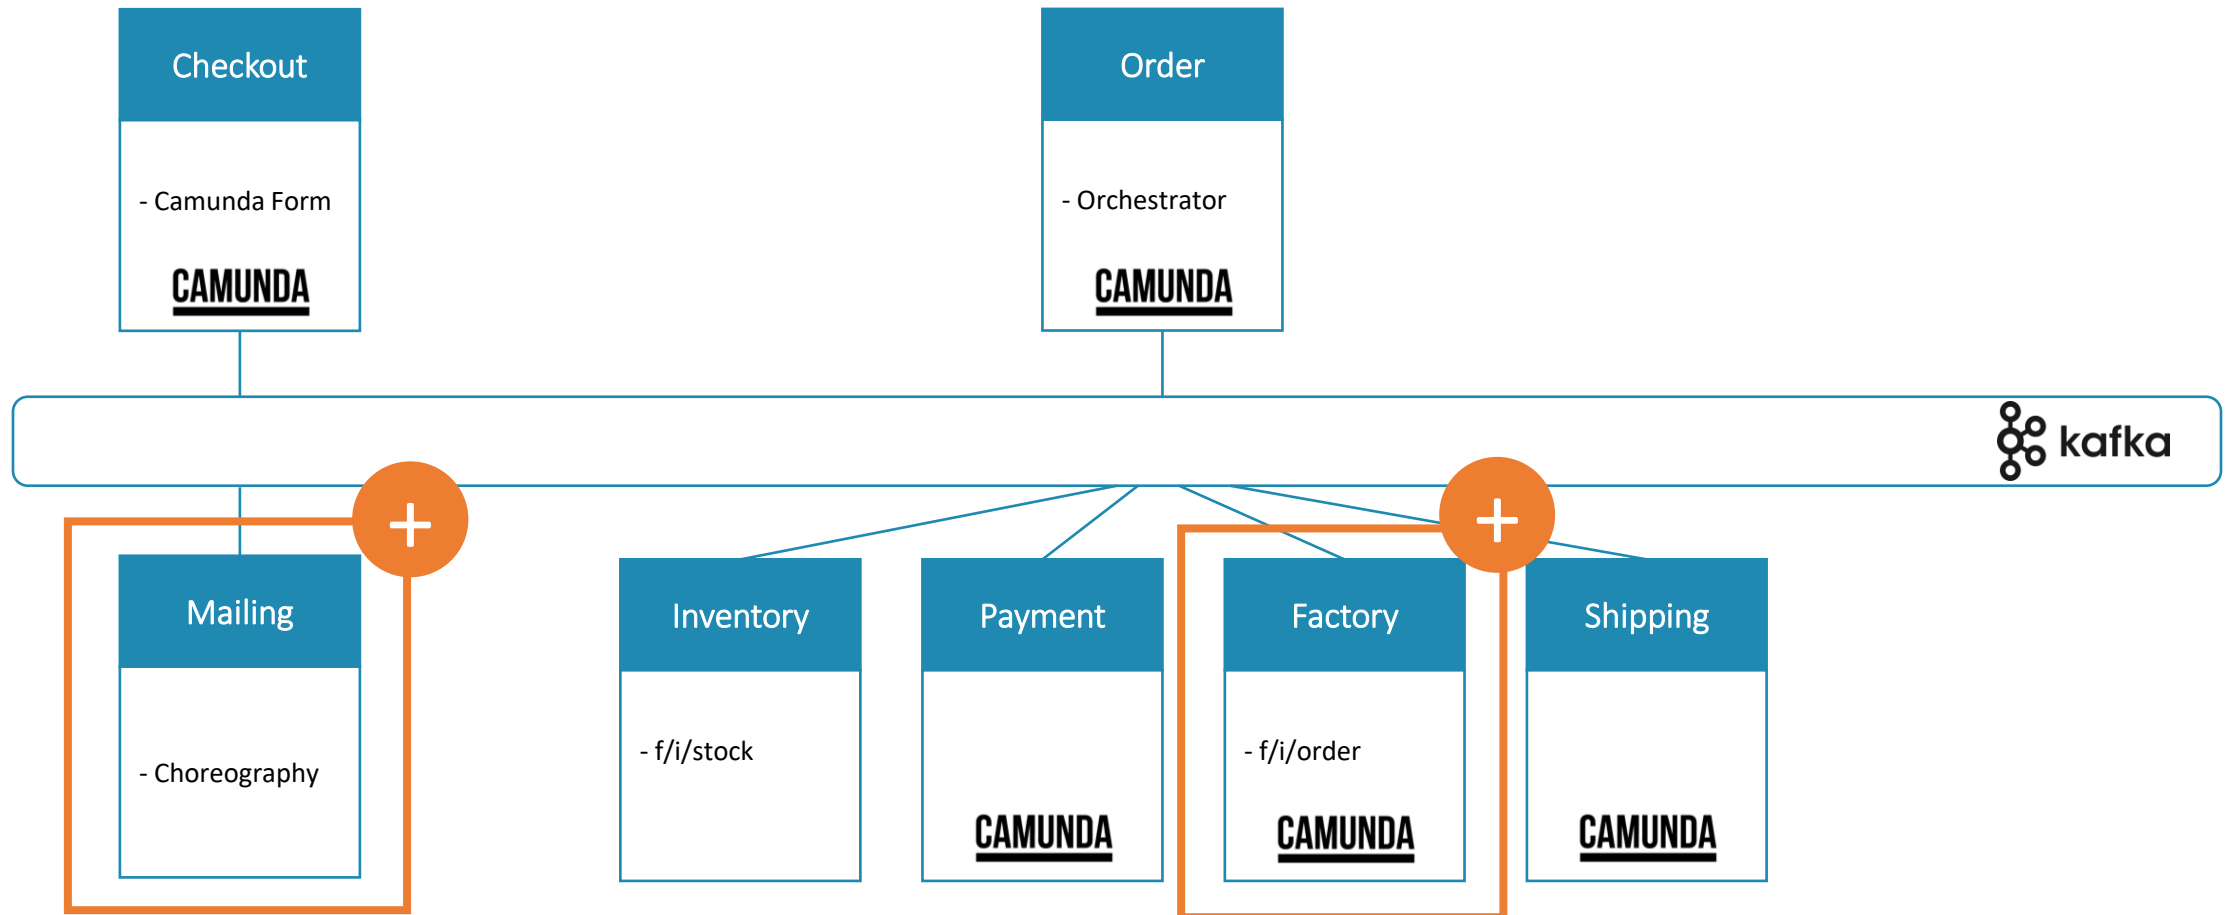 Checkout
- Camunda Form
CAMUNDA
Order
- Orchestrator
CAMUNDA
kafka
+
+
Mailing
- Choreography
Inventory
- f/i/stock
Payment
CAMUNDA
Factory
- f/i/order
CAMUNDA
Shipping
CAMUNDA